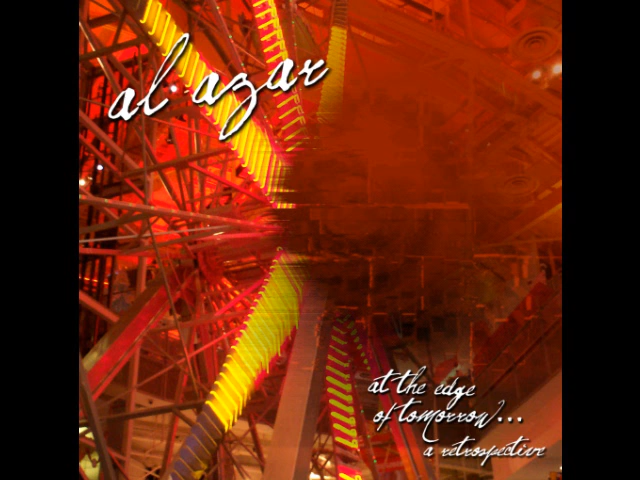 al azar
at the edge
of tomorrow...
a retrospective